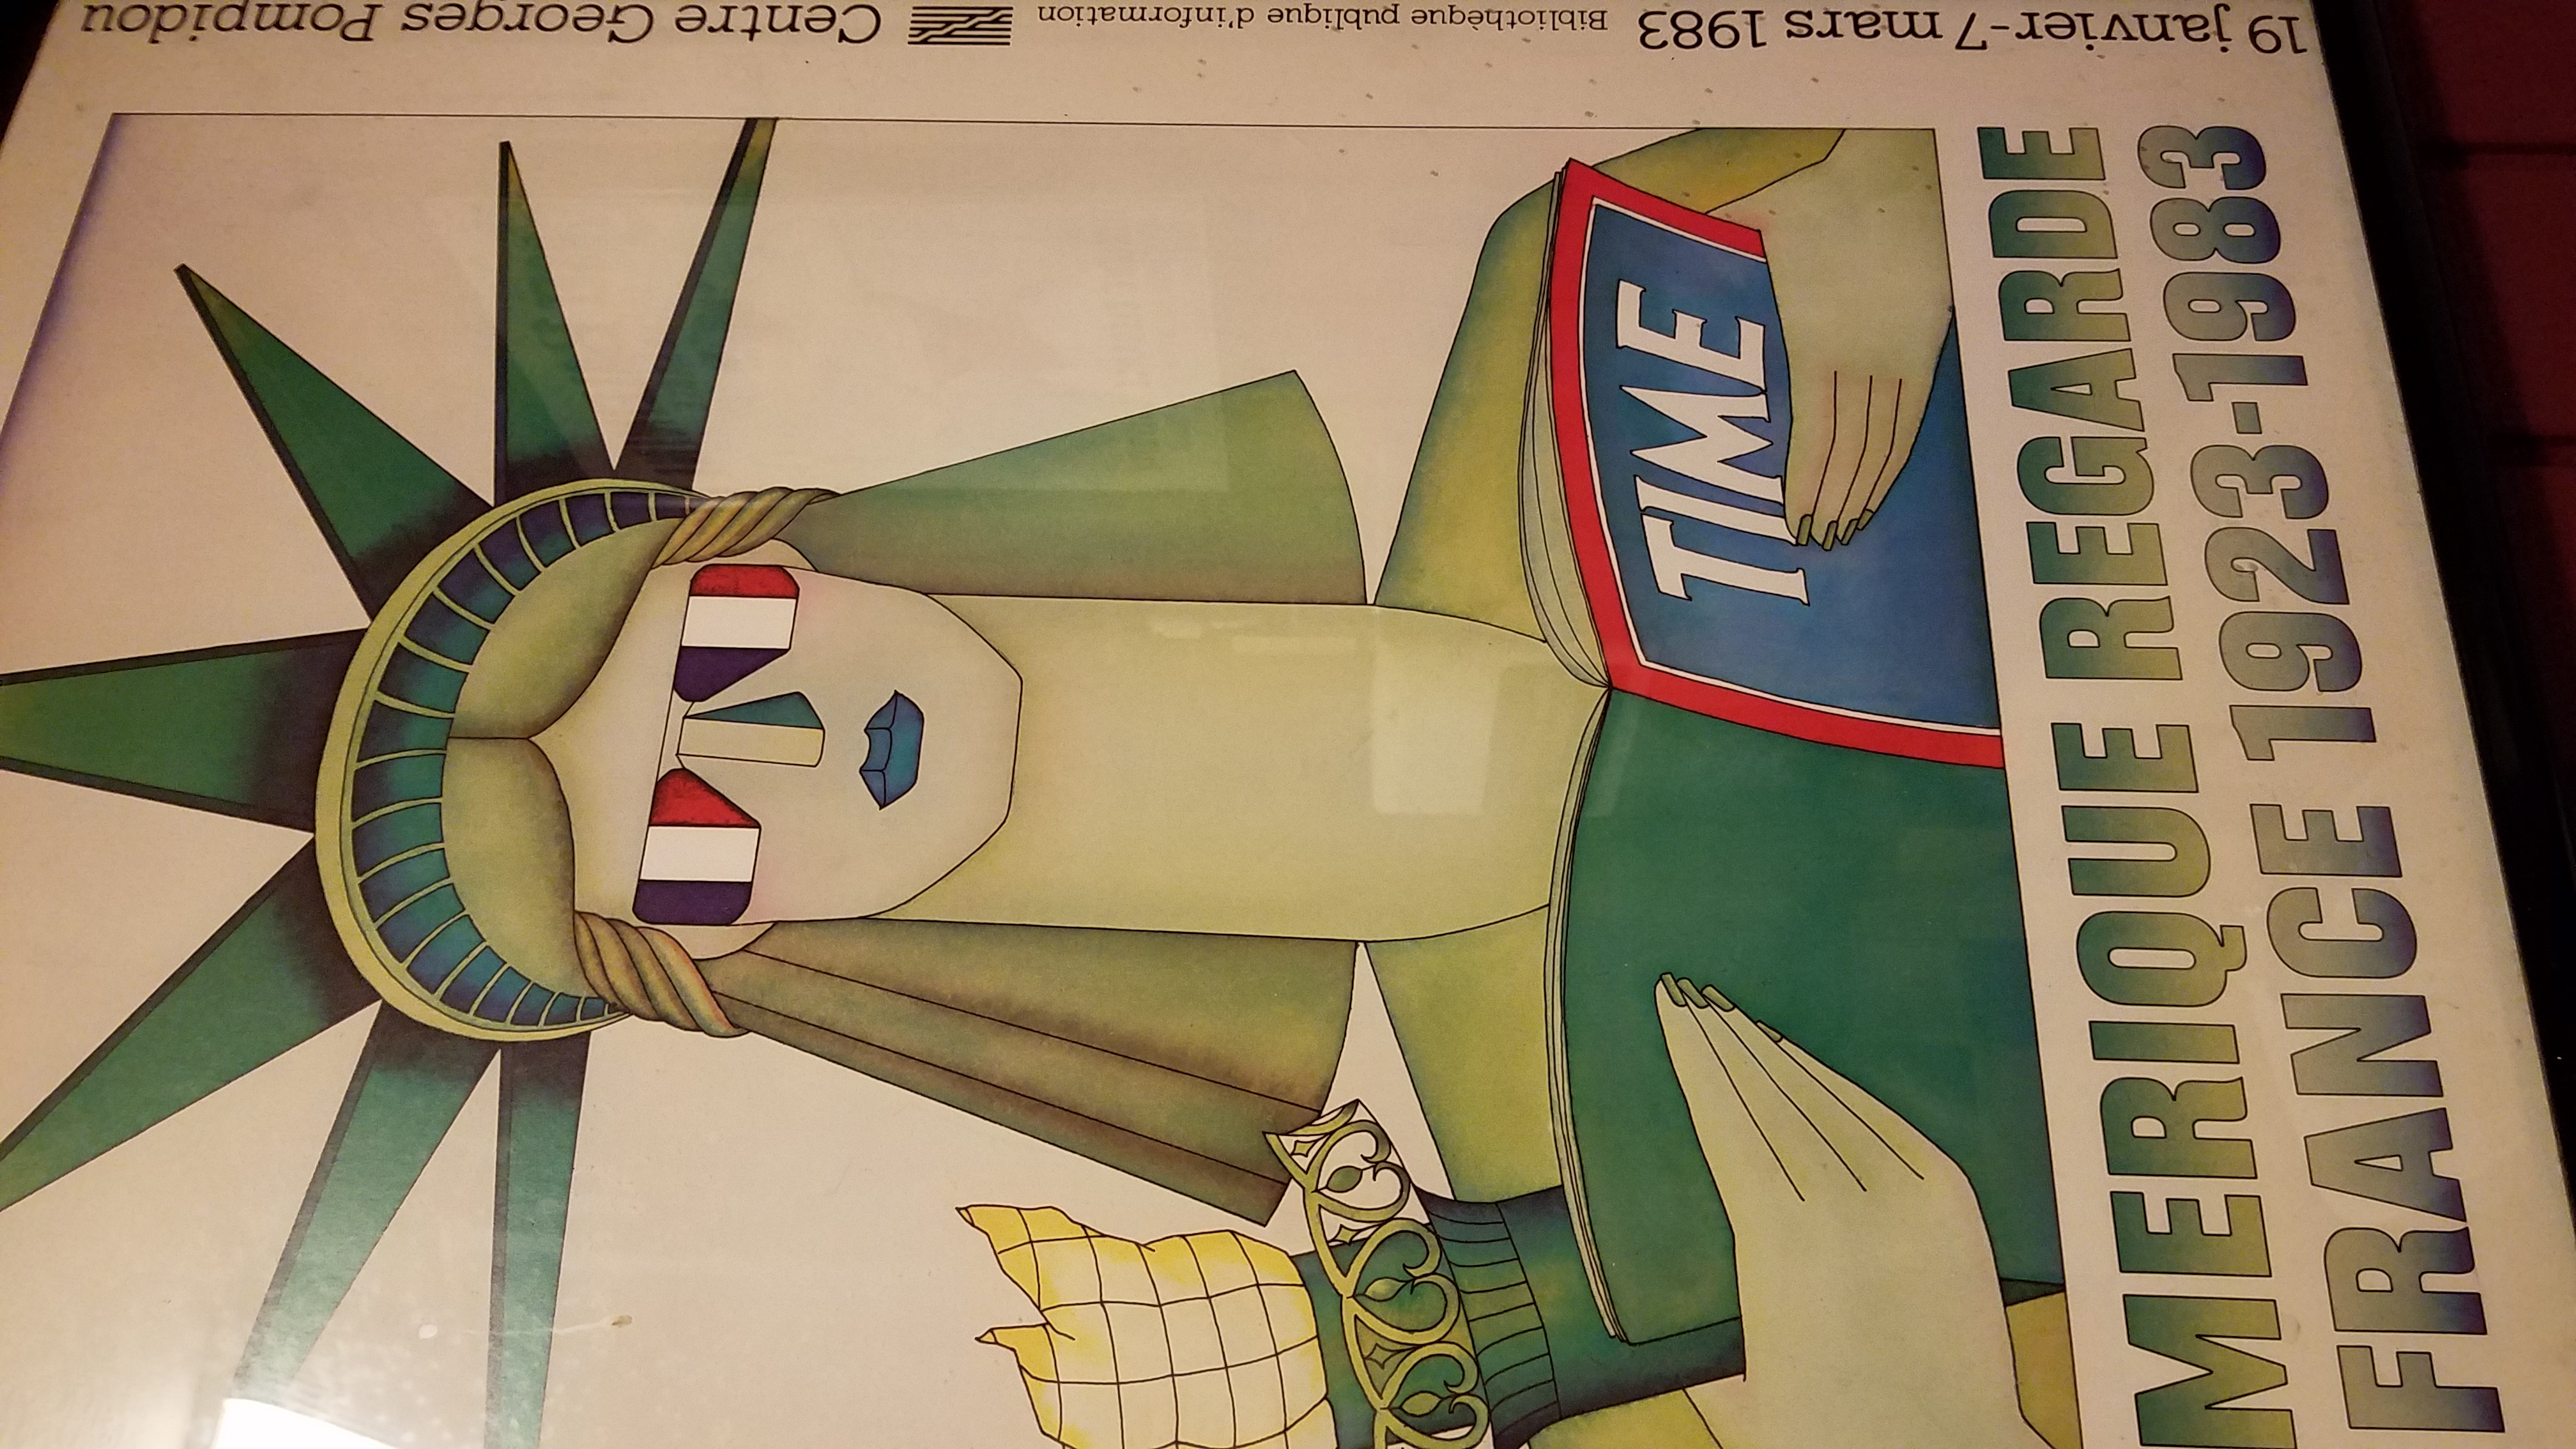 TIME
MERIQUE REGARDE
FRANCE 1923-1983
19 janvier-7 mars 1983 Bibliothèque publique d'information Centre Georges Pompidou